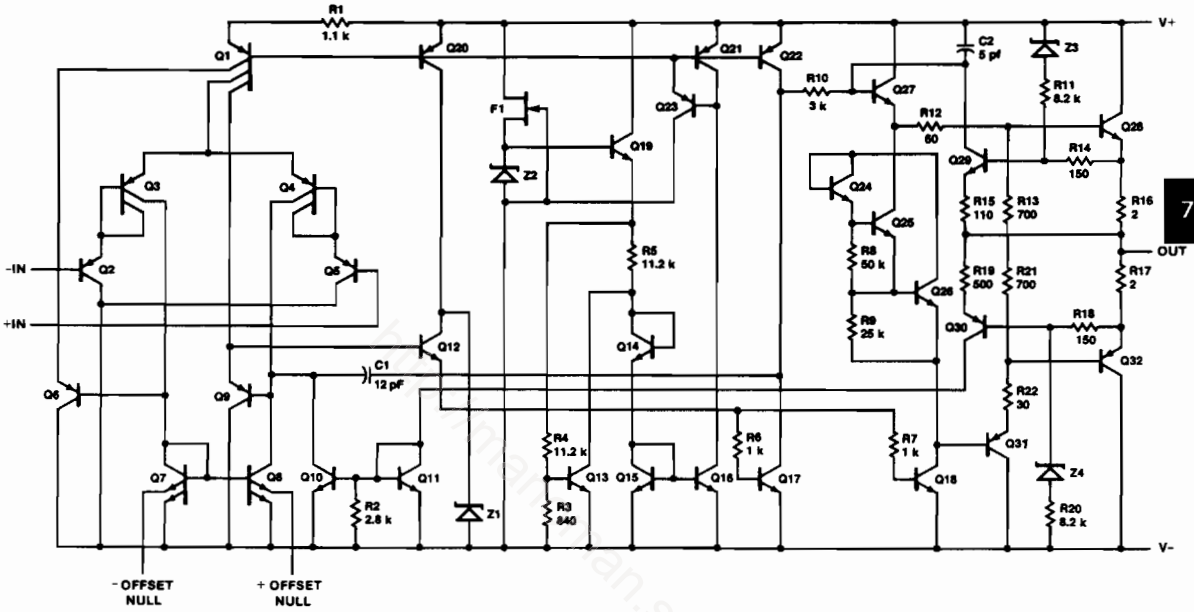 R1
1.1 k
V+
Q1
Q20
Q21
Q22
C2
5 pf
Z3
R10
3 k
Q27
R11
8.2 k
F1
Q23
R12
60
Q28
Q19
Q29
R14
150
Z2
Q3
Q4
Q24
R15
110
R13
700
R16
2
7
Q25
OUT
-IN
Q2
Q5
R5
11.2 k
R8
50 k
Q26
R19
500
R21
700
R17
2
+IN
R9
25 k
Q30
R18
150
Q12
Q14
Q32
C1
12 pF
Q6
Q9
R22
30
R4
11.2 k
R6
1 k
R7
1 k
Q31
Q7
Q8
Q10
Q11
Q13
Q15
Q16
Q17
Q18
Z4
R2
2.8 k
Z1
R3
840
R20
8.2 k
V-
- OFFSET
NULL
+ OFFSET
NULL